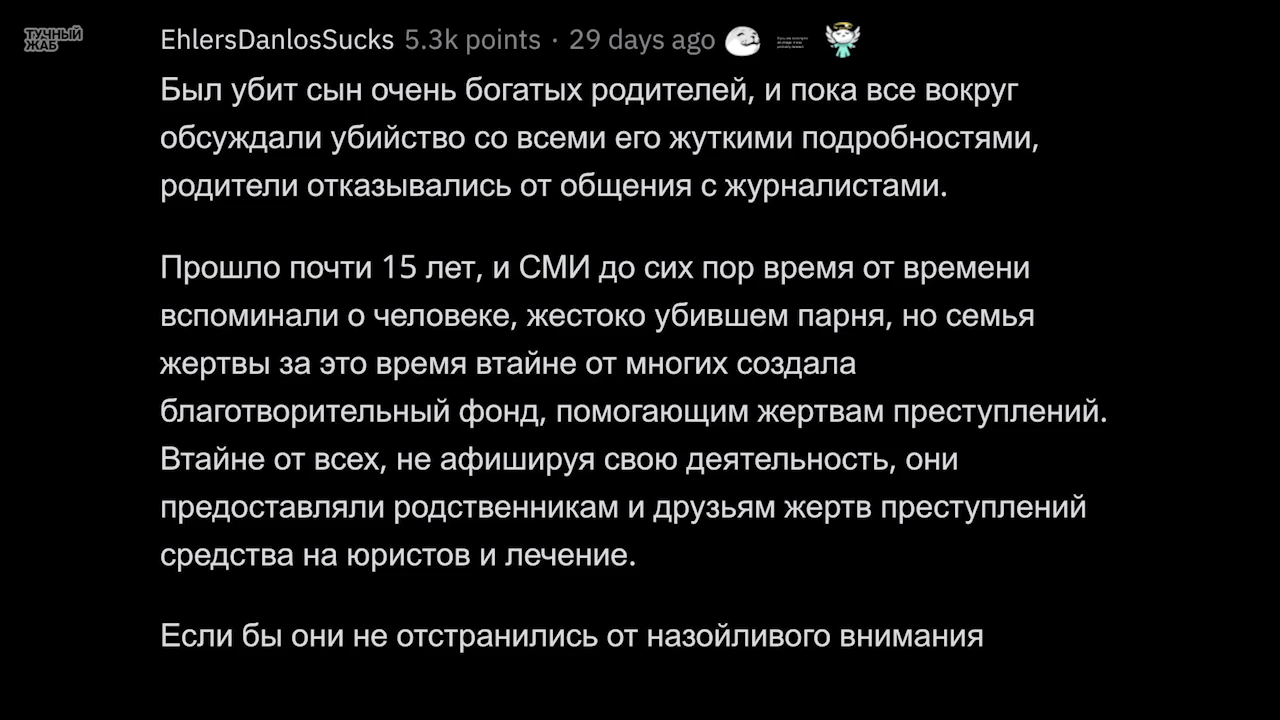 ТУЧНЫЙ
ЖАБ
EhlersDanlosSucks 5.3k points · 29 days ago
Был убит сын очень богатых родителей, и пока все вокруг
обсуждали убийство со всеми его жуткими подробностями,
родители отказывались от общения с журналистами.
Прошло почти 15 лет, и СМИ до сих пор время от времени
вспоминали о человеке, жестоко убившем парня, но семья
жертвы за это время втайне от многих создала
благотворительный фонд, помогающим жертвам преступлений.
Втайне от всех, не афишируя свою деятельность, они
предоставляли родственникам и друзьям жертв преступлений
средства на юристов и лечение.
Если бы они не отстранились от назойливого внимания